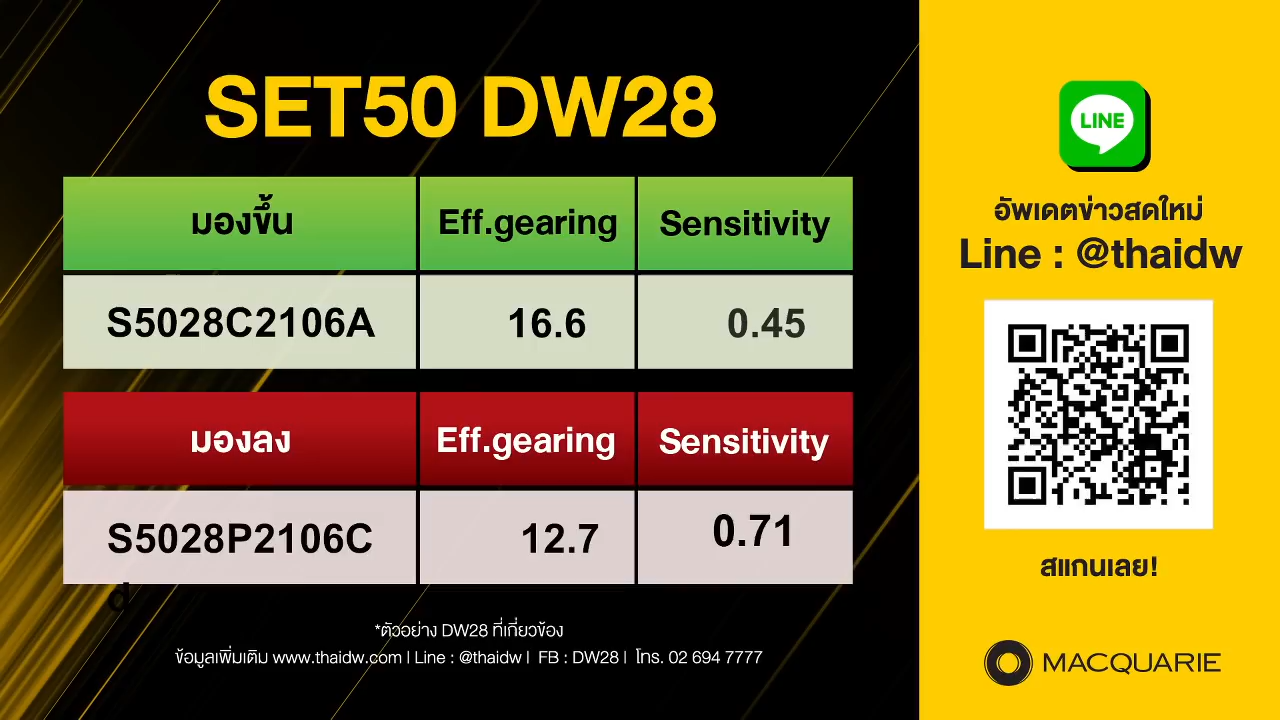 SET50 DW28
มองขึ้น Eff.gearing Sensitivity
S5028C2106A 16.6 0.45
มองลง Eff.gearing Sensitivity
S5028P2106C 12.7 0.71
d
*ตัวอย่าง DW28 ที่เกี่ยวข้อง
ข้อมูลเพิ่มเติม www.thaidw.com | Line : @thaidw | FB : DW28 | โทร. 02 694 7777
LINE
อัพเดตข่าวสดใหม่
Line : @thaidw
สแกนเลย!
MACQUARIE